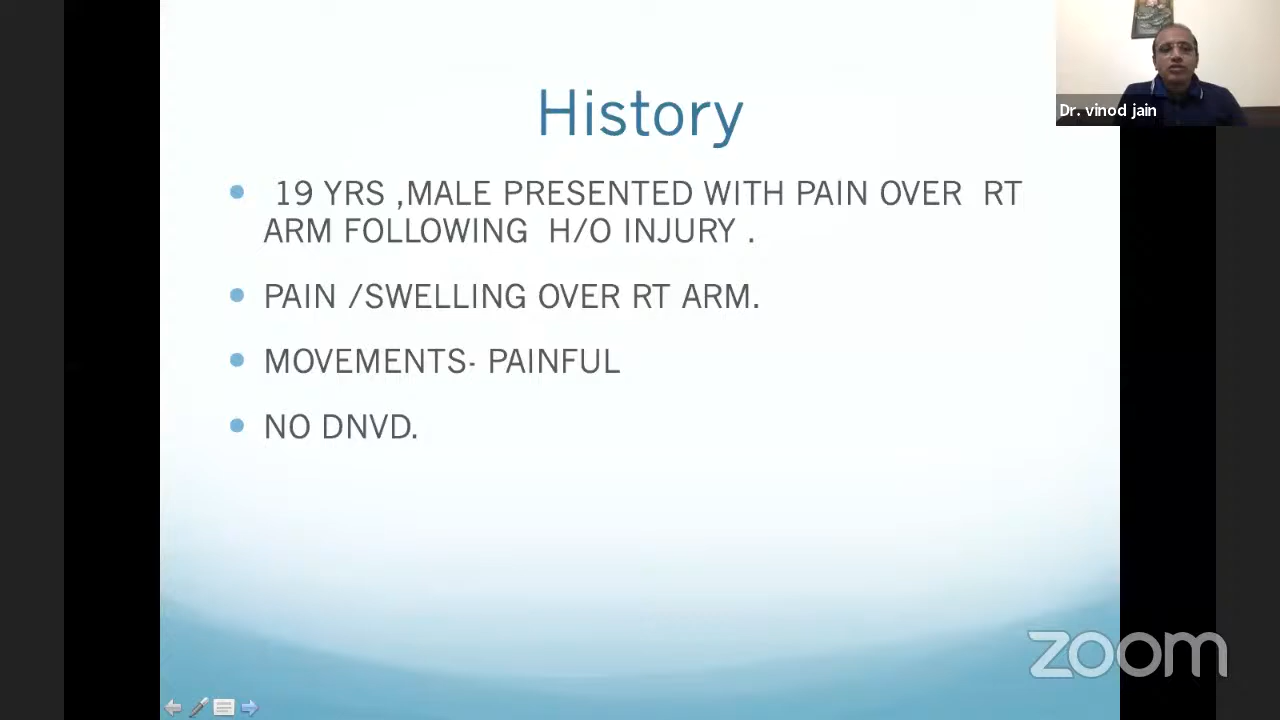 Dr. vinod jain
History
19 YRS ,MALE PRESENTED WITH PAIN OVER RT
ARM FOLLOWING H/O INJURY .
PAIN /SWELLING OVER RT ARM.
MOVEMENTS- PAINFUL
NO DNVD.
zoom